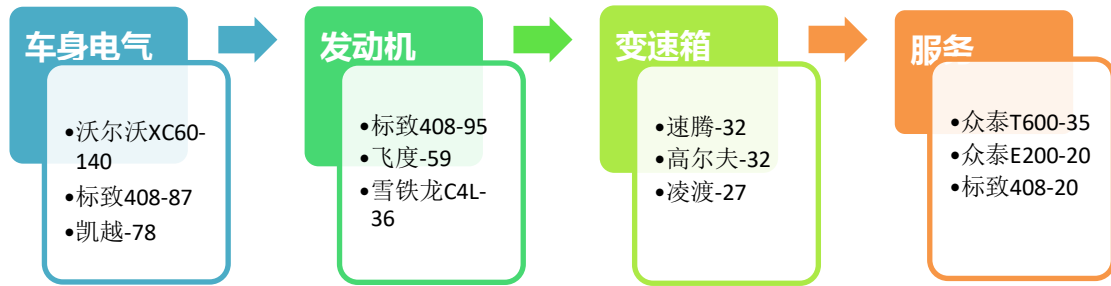 车身电气
•沃尔沃XC60-
140
•标致408-87
•凯越-78
发动机
•标致408-95
•飞度-59
•雪铁龙C4L-
36
变速箱
•速腾-32
•高尔夫-32
•凌渡-27
服务
•众泰T600-35
•众泰E200-20
•标致408-20